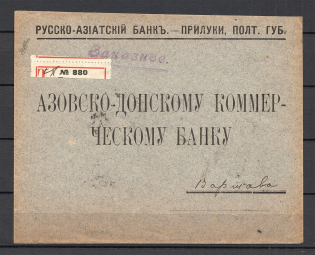 РУССКО-АЗІАТСКІЙ БАНКЪ. — ПРИЛУКИ, ПОЛТ. ГУБ.
Заказное.
№ 880
АЗОВСКО-ДОНСКОМУ КОММЕР-
ЧЕСКОМУ БАНКУ
Варшава